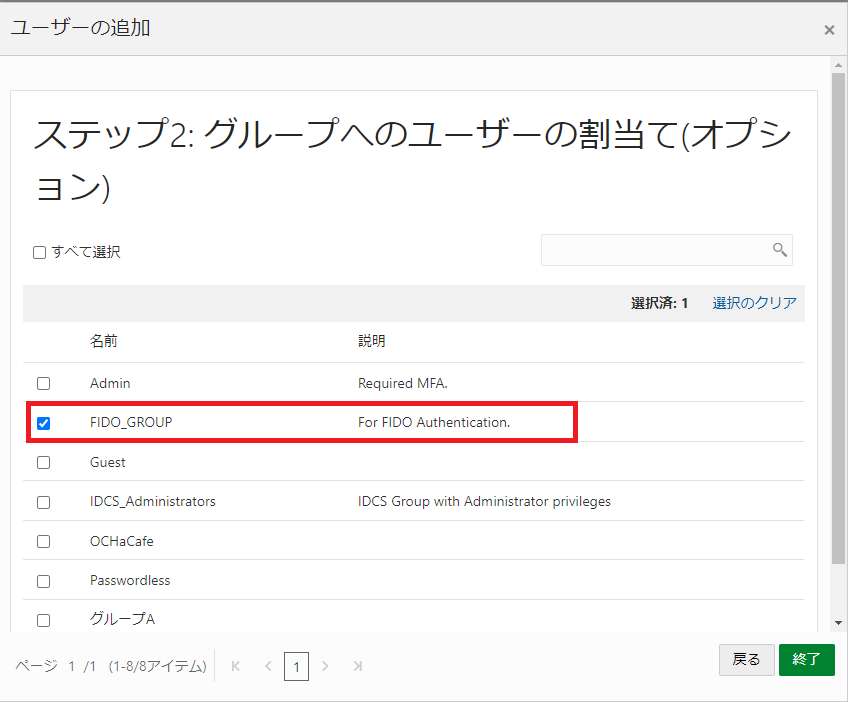 ユーザーの追加
×
ステップ2: グループへのユーザーの割当て(オプシ
ョン)
すべて選択
選択済: 1 選択のクリア
名前 説明
Admin Required MFA.
FIDO_GROUP For FIDO Authentication.
Guest
IDCS_Administrators IDCS Group with Administrator privileges
OCHaCafe
Passwordless
グループA
ページ 1 /1 (1-8/8アイテム) 1
戻る 終了